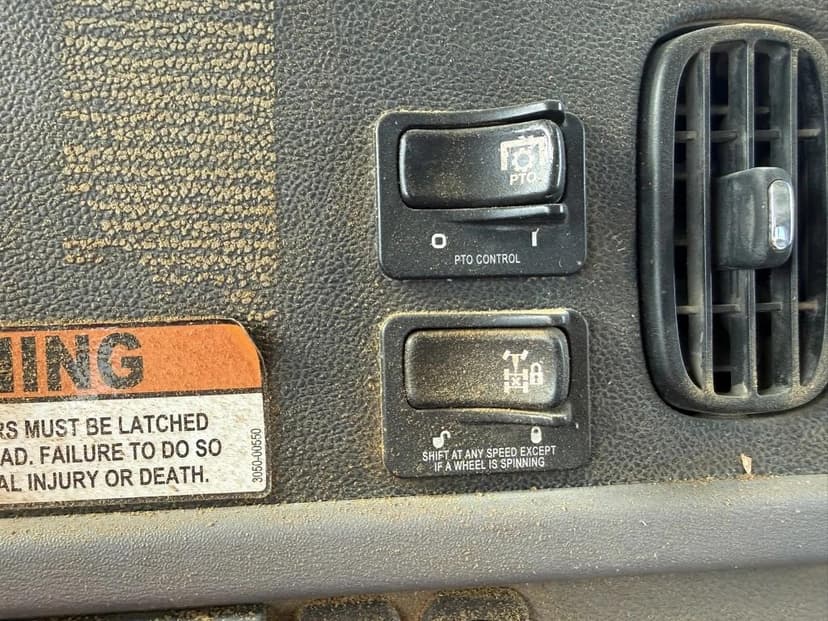 PTO
O I
PTO CONTROL
SHIFT AT ANY SPEED EXCEPT
IF A WHEEL IS SPINNING
NING
RS MUST BE LATCHED
AD. FAILURE TO DO SO
AL INJURY OR DEATH.
3050-00550